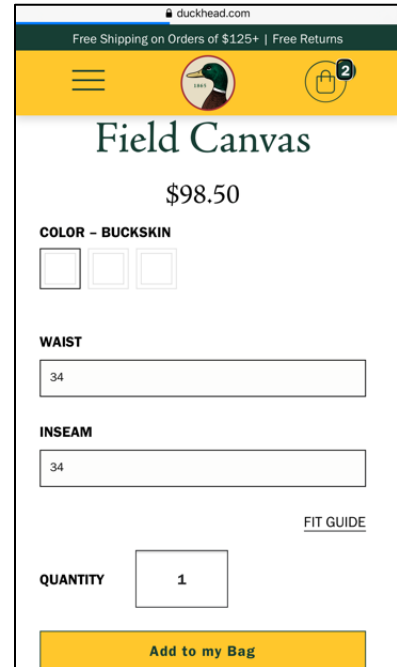 duckhead.com
Free Shipping on Orders of $125+ | Free Returns
1865
2
Field Canvas
$98.50
COLOR – BUCKSKIN
WAIST
34
INSEAM
34
FIT GUIDE
QUANTITY 1
Add to my Bag